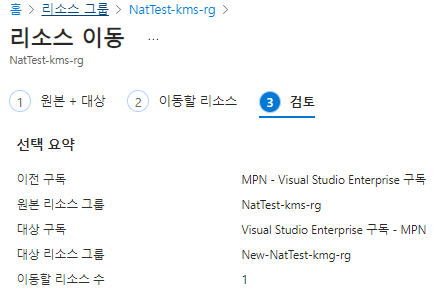 홈 > 리소스 그룹 > NatTest-kms-rg >
리소스 이동 ...
NatTest-kms-rg
1 원본 + 대상 2 이동할 리소스 3 검토
선택 요약
이전 구독 MPN - Visual Studio Enterprise 구독
원본 리소스 그룹 NatTest-kms-rg
대상 구독 Visual Studio Enterprise 구독 - MPN
대상 리소스 그룹 New-NatTest-kmg-rg
이동할 리소스 수 1